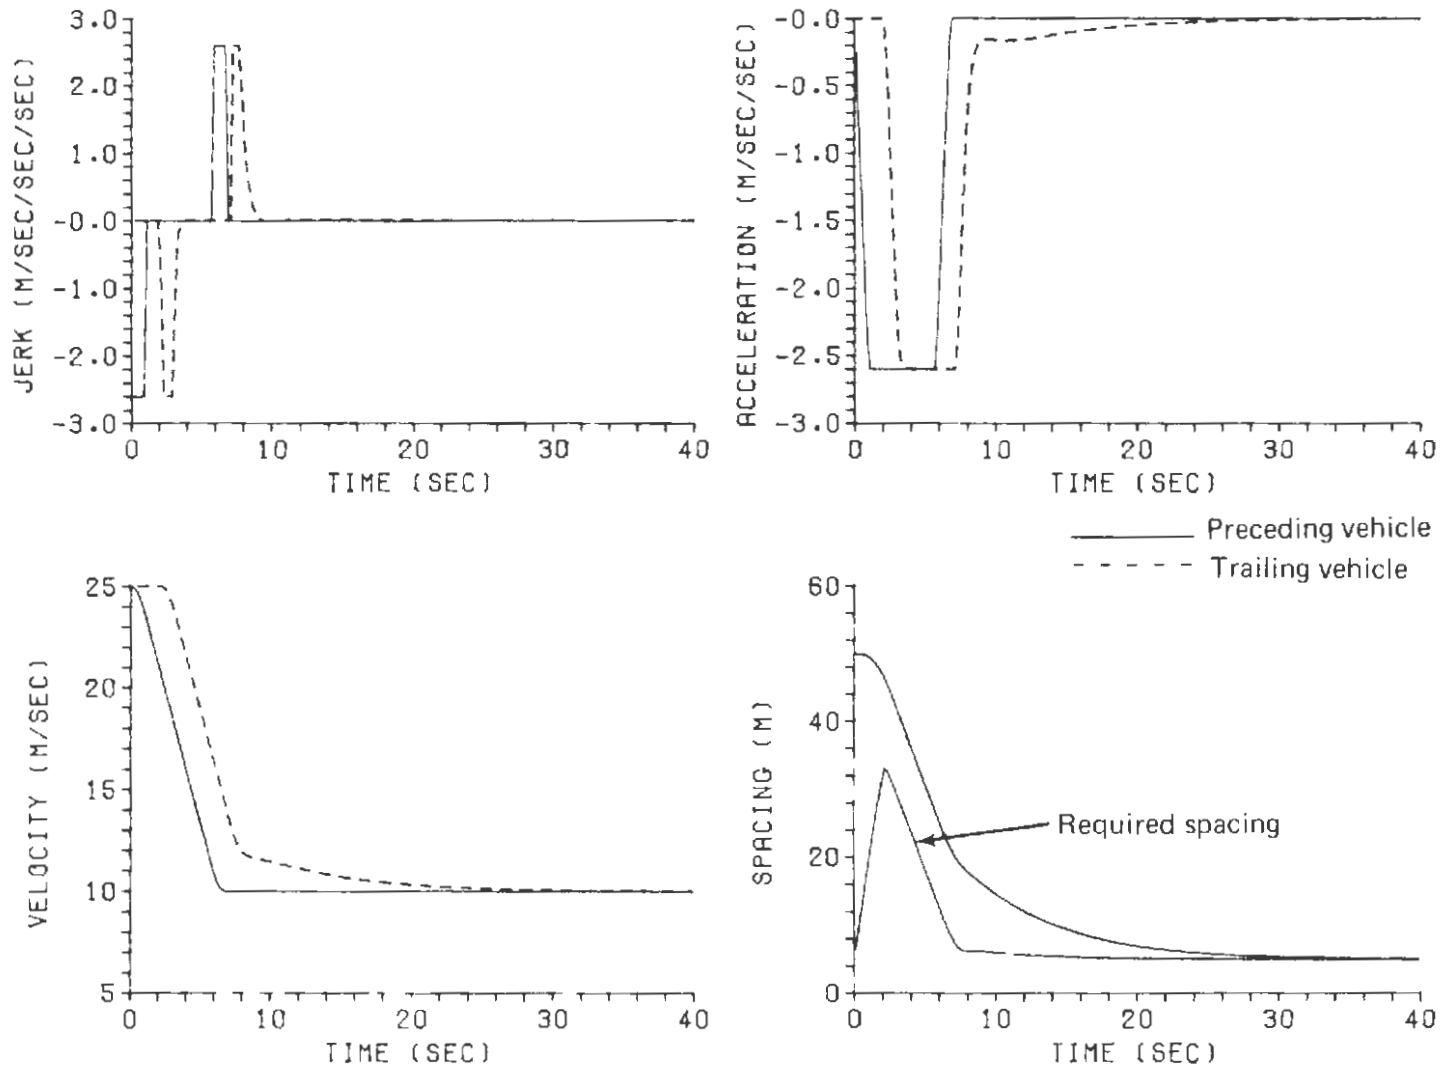 3.0
2.0
1.0
-0.0
-1.0
-2.0
-3.0
JERK (M/SEC/SEC/SEC)
0 10 20 30 40
TIME (SEC)
-0.0
-0.5
-1.0
-1.5
-2.0
-2.5
-3.0
ACCELERATION (M/SEC/SEC)
0 10 20 30 40
TIME (SEC)
Preceding vehicle
Trailing vehicle
25
20
15
10
5
VELOCITY (M/SEC)
0 10 20 30 40
TIME (SEC)
60
40
20
0
SPACING (M)
Required spacing
0 10 20 30 40
TIME (SEC)